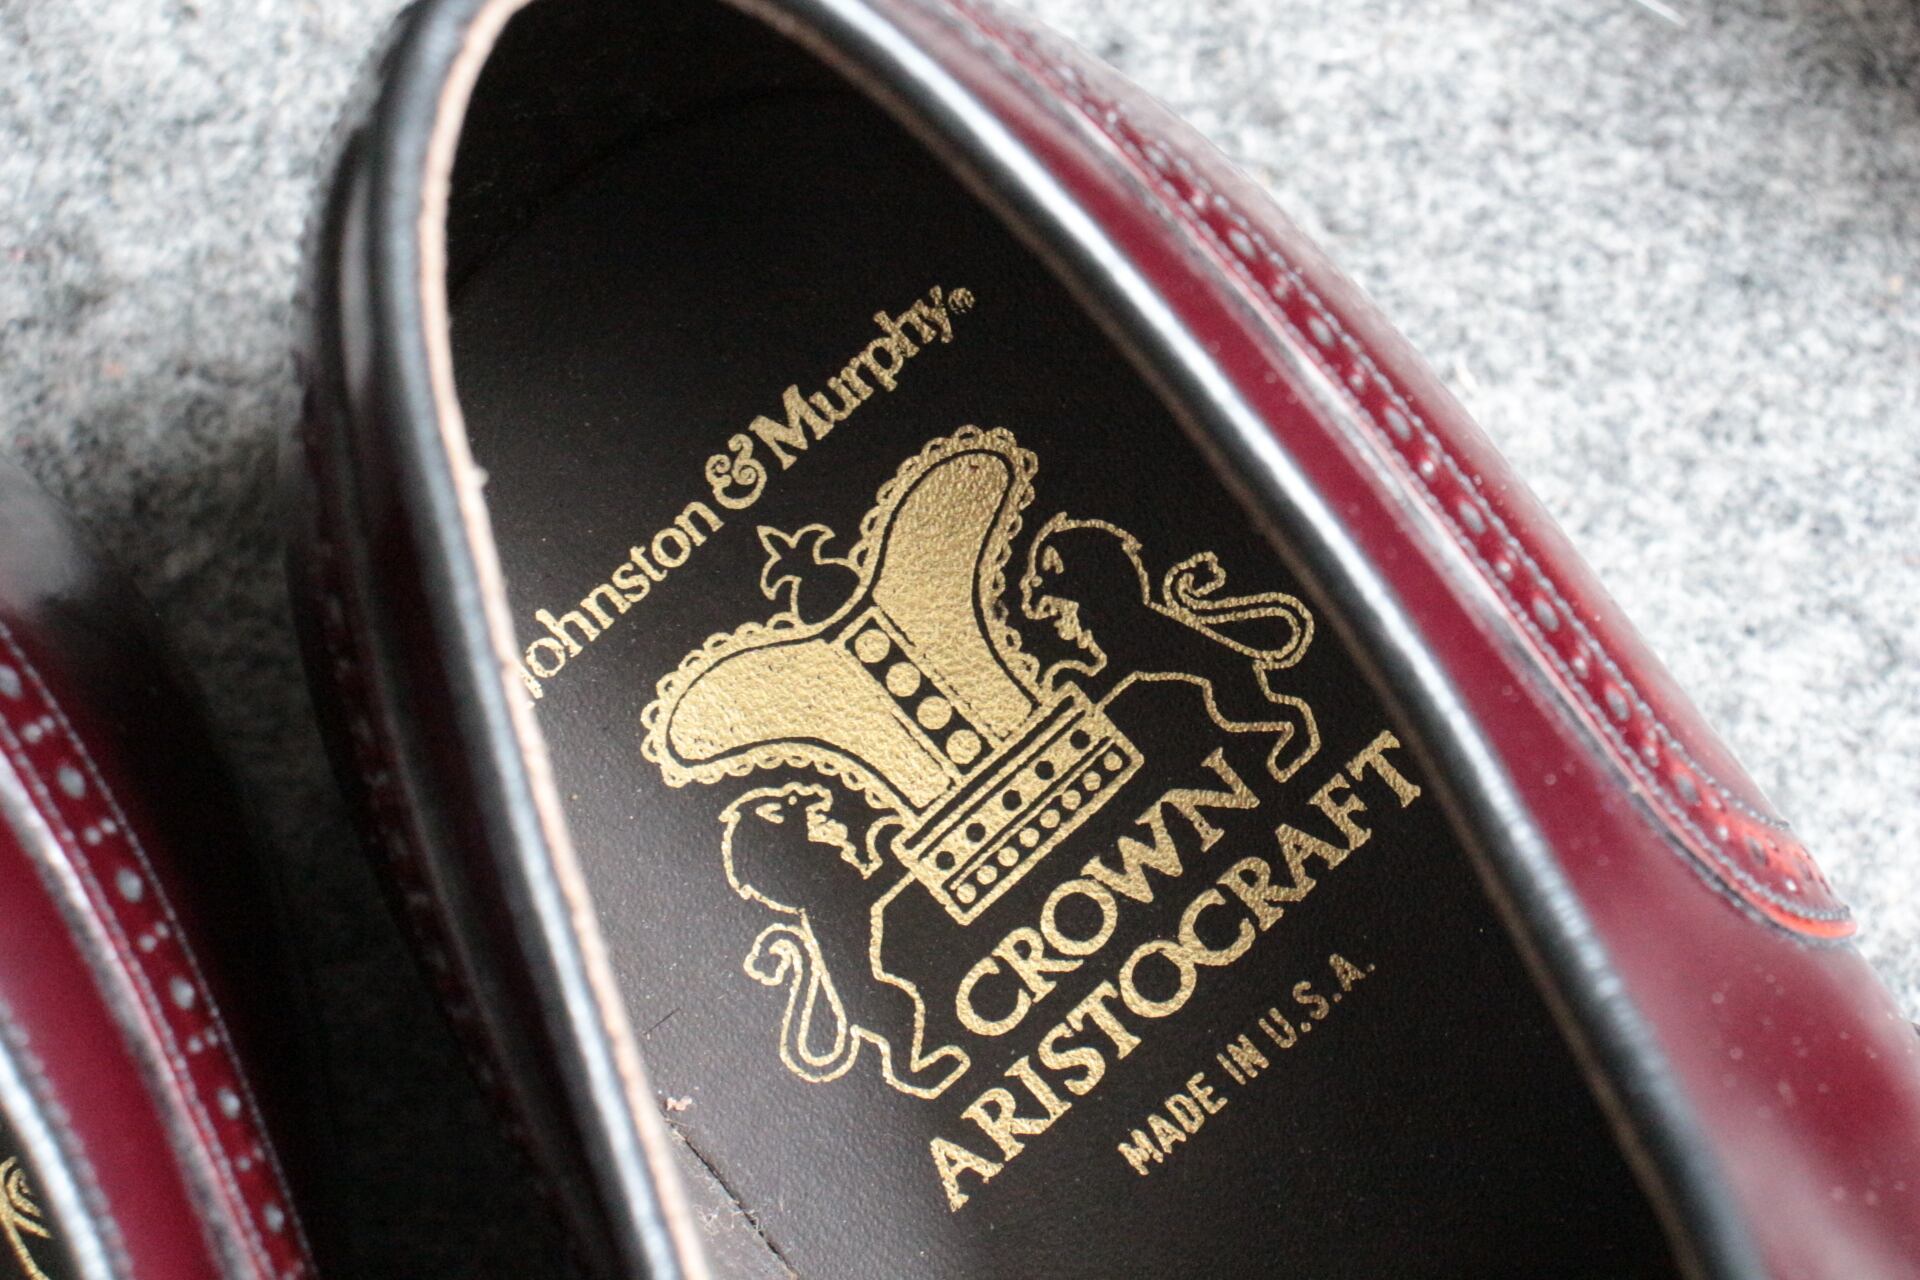 Johnston & Murphy®
CROWN
ARISTOCRAFT
MADE IN U.S.A.